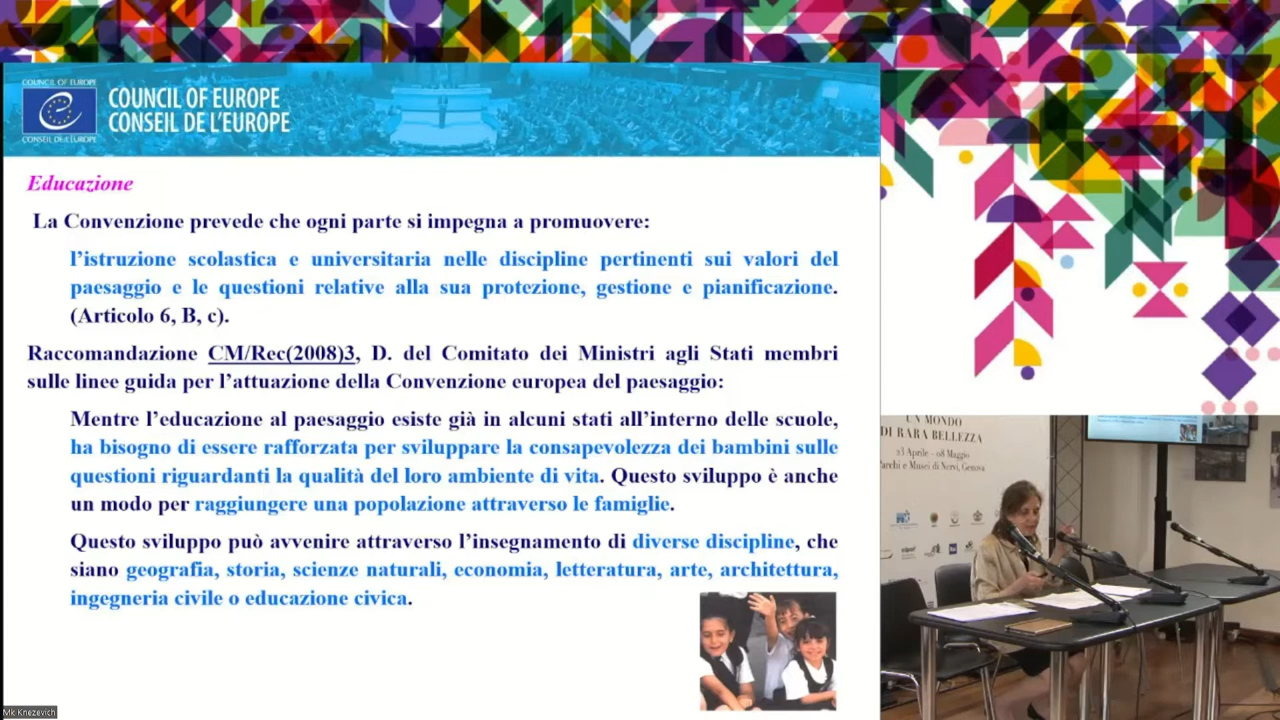 COUNCIL OF EUROPE
COUNCIL OF EUROPE
CONSEIL DE L'EUROPE
CONSEIL DE L'EUROPE
Educazione
La Convenzione prevede che ogni parte si impegna a promuovere:
l'istruzione scolastica e universitaria nelle discipline pertinenti sui valori del
paesaggio e le questioni relative alla sua protezione, gestione e pianificazione.
(Articolo 6, B, c).
Raccomandazione CM/Rec(2008)3, D. del Comitato dei Ministri agli Stati membri
sulle linee guida per l'attuazione della Convenzione europea del paesaggio:
Mentre l'educazione al paesaggio esiste già in alcuni stati all'interno delle scuole,
ha bisogno di essere rafforzata per sviluppare la consapevolezza dei bambini sulle
questioni riguardanti la qualità del loro ambiente di vita. Questo sviluppo è anche
un modo per raggiungere una popolazione attraverso le famiglie.
Questo sviluppo può avvenire attraverso l'insegnamento di diverse discipline, che
siano geografia, storia, scienze naturali, economia, letteratura, arte, architettura,
ingegneria civile o educazione civica.
UN MONDO
DI RARA BELLEZZA
23 Aprile - 08 Maggio
Parchi e Musei di Nervi, Genova
Mk Knezevich